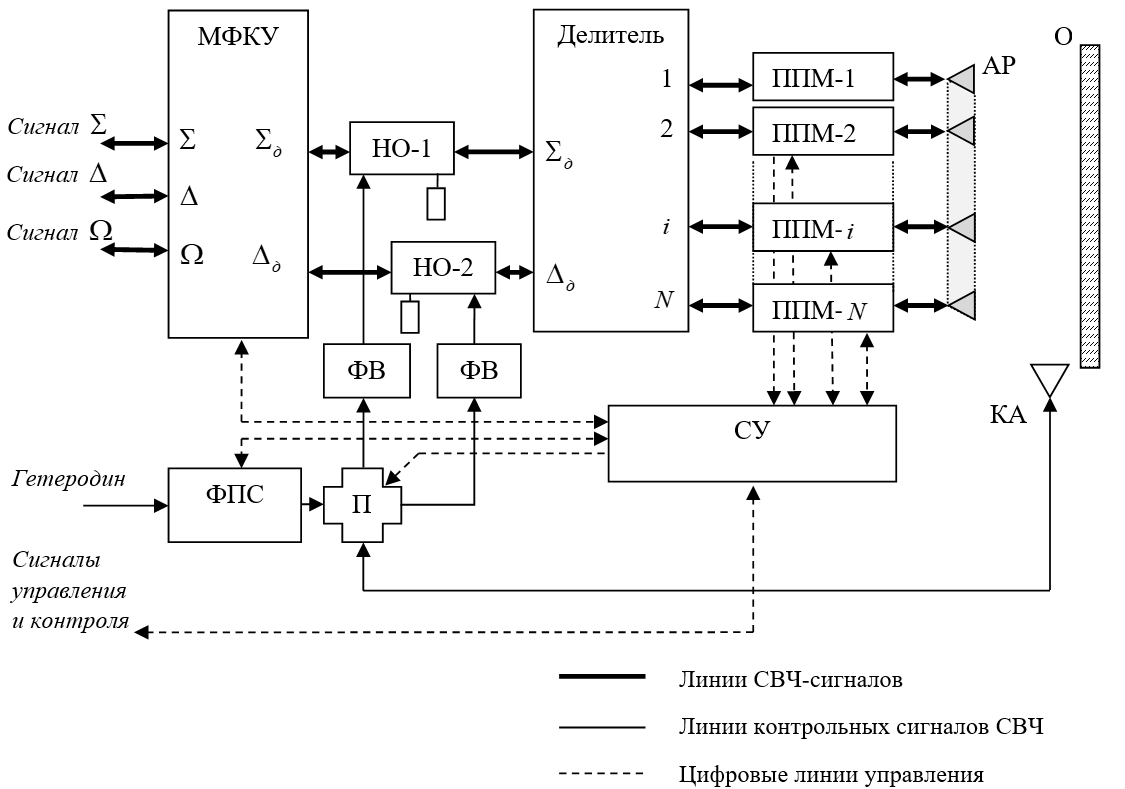 МФКУ
Делитель
О
ППМ-1
АР
1
Сигнал Σ
Σ
Σд
НО-1
Σд
2
ППМ-2
Сигнал Δ
Δ
Сигнал Ω
Ω
Δд
НО-2
Δд
i
ППМ-i
N
ППМ-N
ФВ
ФВ
КА
СУ
Гетеродин
ФПС
П
Сигналы
управления
и контроля
Линии СВЧ-сигналов
Линии контрольных сигналов СВЧ
Цифровые линии управления